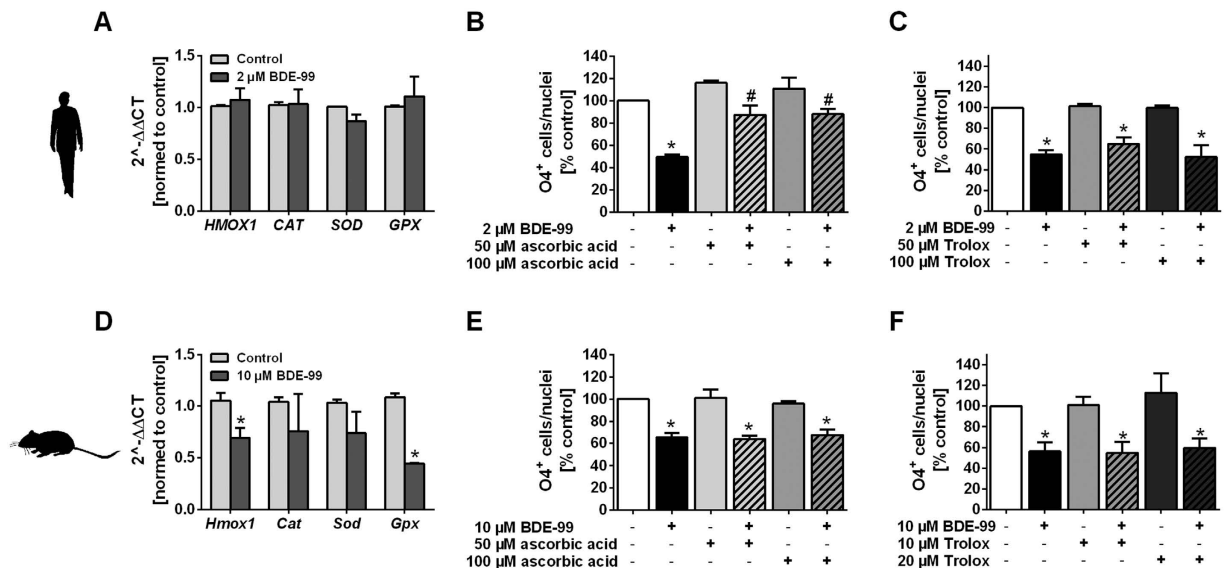 A
2^-ΔΔCT
[normed to control]
1.5
1.0
0.5
0.0
Control
2 µM BDE-99
HMOX1 CAT SOD GPX
B
O4+ cells/nuclei
[% control]
140
120
100
80
60
40
20
0
* # #
2 µM BDE-99 - + - + - +
50 µM ascorbic acid - - + + - -
100 µM ascorbic acid - - - - + +
C
O4+ cells/nuclei
[% control]
140
120
100
80
60
40
20
0
* * *
2 µM BDE-99 - + - + - +
50 µM Trolox - - + + - -
100 µM Trolox - - - - + +
D
2^-ΔΔCT
[normed to control]
1.5
1.0
0.5
0.0
Control
10 µM BDE-99
* *
Hmox1 Cat Sod Gpx
E
O4+ cells/nuclei
[% control]
140
120
100
80
60
40
20
0
* * *
10 µM BDE-99 - + - + - +
50 µM ascorbic acid - - + + - -
100 µM ascorbic acid - - - - + +
F
O4+ cells/nuclei
[% control]
140
120
100
80
60
40
20
0
* * *
10 µM BDE-99 - + - + - +
10 µM Trolox - - + + - -
20 µM Trolox - - - - + +